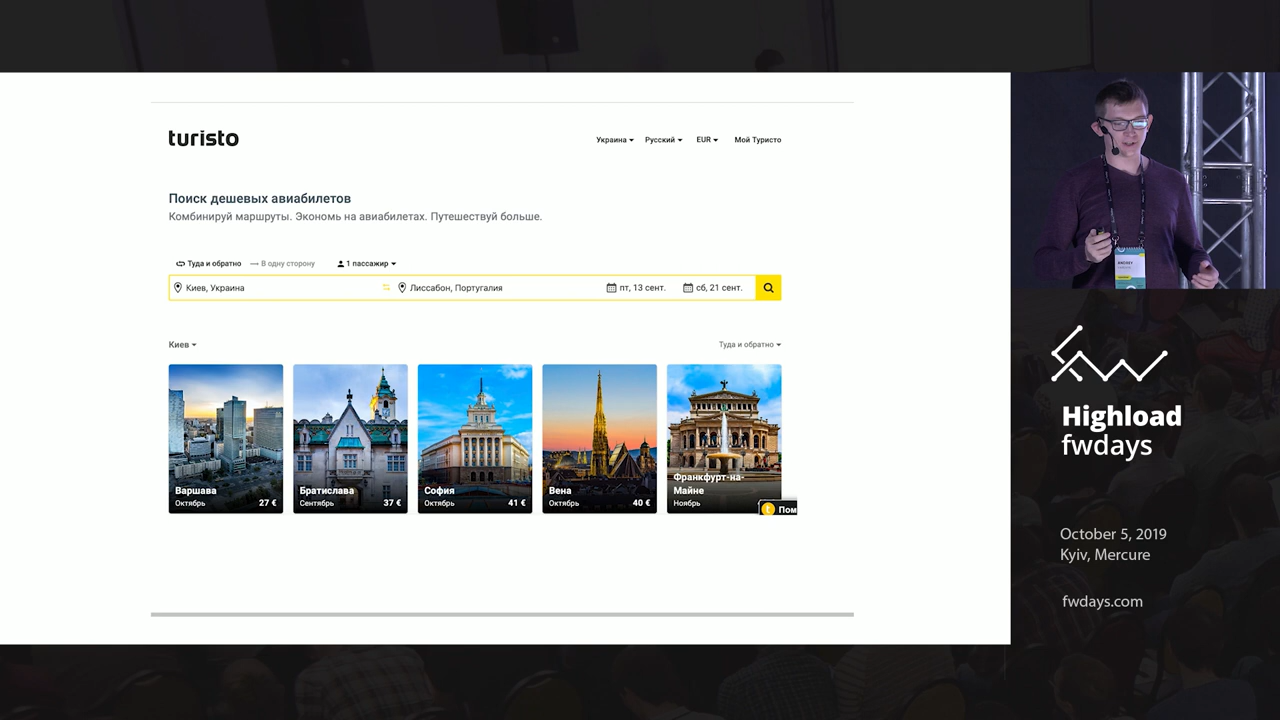 turisto
Украина Русский EUR Мой Туристо
Поиск дешевых авиабилетов
Комбинируй маршруты. Экономь на авиабилетах. Путешествуй больше.
Туда и обратно В одну сторону 1 пассажир
Киев, Украина Лиссабон, Португалия пт, 13 сент. сб, 21 сент.
Киев Туда и обратно
Варшава
Октябрь 27 €
Братислава
Сентябрь 37 €
София
Октябрь 41 €
Вена
Октябрь 40 €
Франкфурт-на-
Майне
Ноябрь
t Пом
Highload
fwdays
October 5, 2019
Kyiv, Mercure
fwdays.com